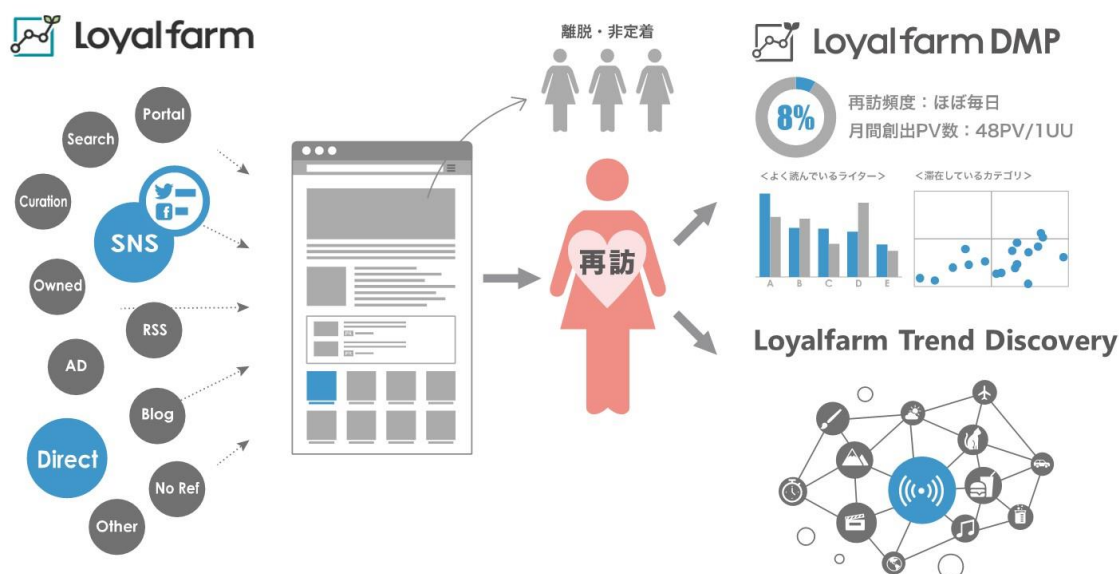 Loyalfarm
Portal
Search
Curation
SNS
Owned
RSS
AD
Blog
Direct
No Ref
Other
離脱・非定着
再訪
Loyalfarm DMP
8%
再訪頻度：ほぼ毎日
月間創出PV数：48PV/1UU
＜よく読んでいるライター＞
A B C D E
＜滞在しているカテゴリ＞
Loyalfarm Trend Discovery